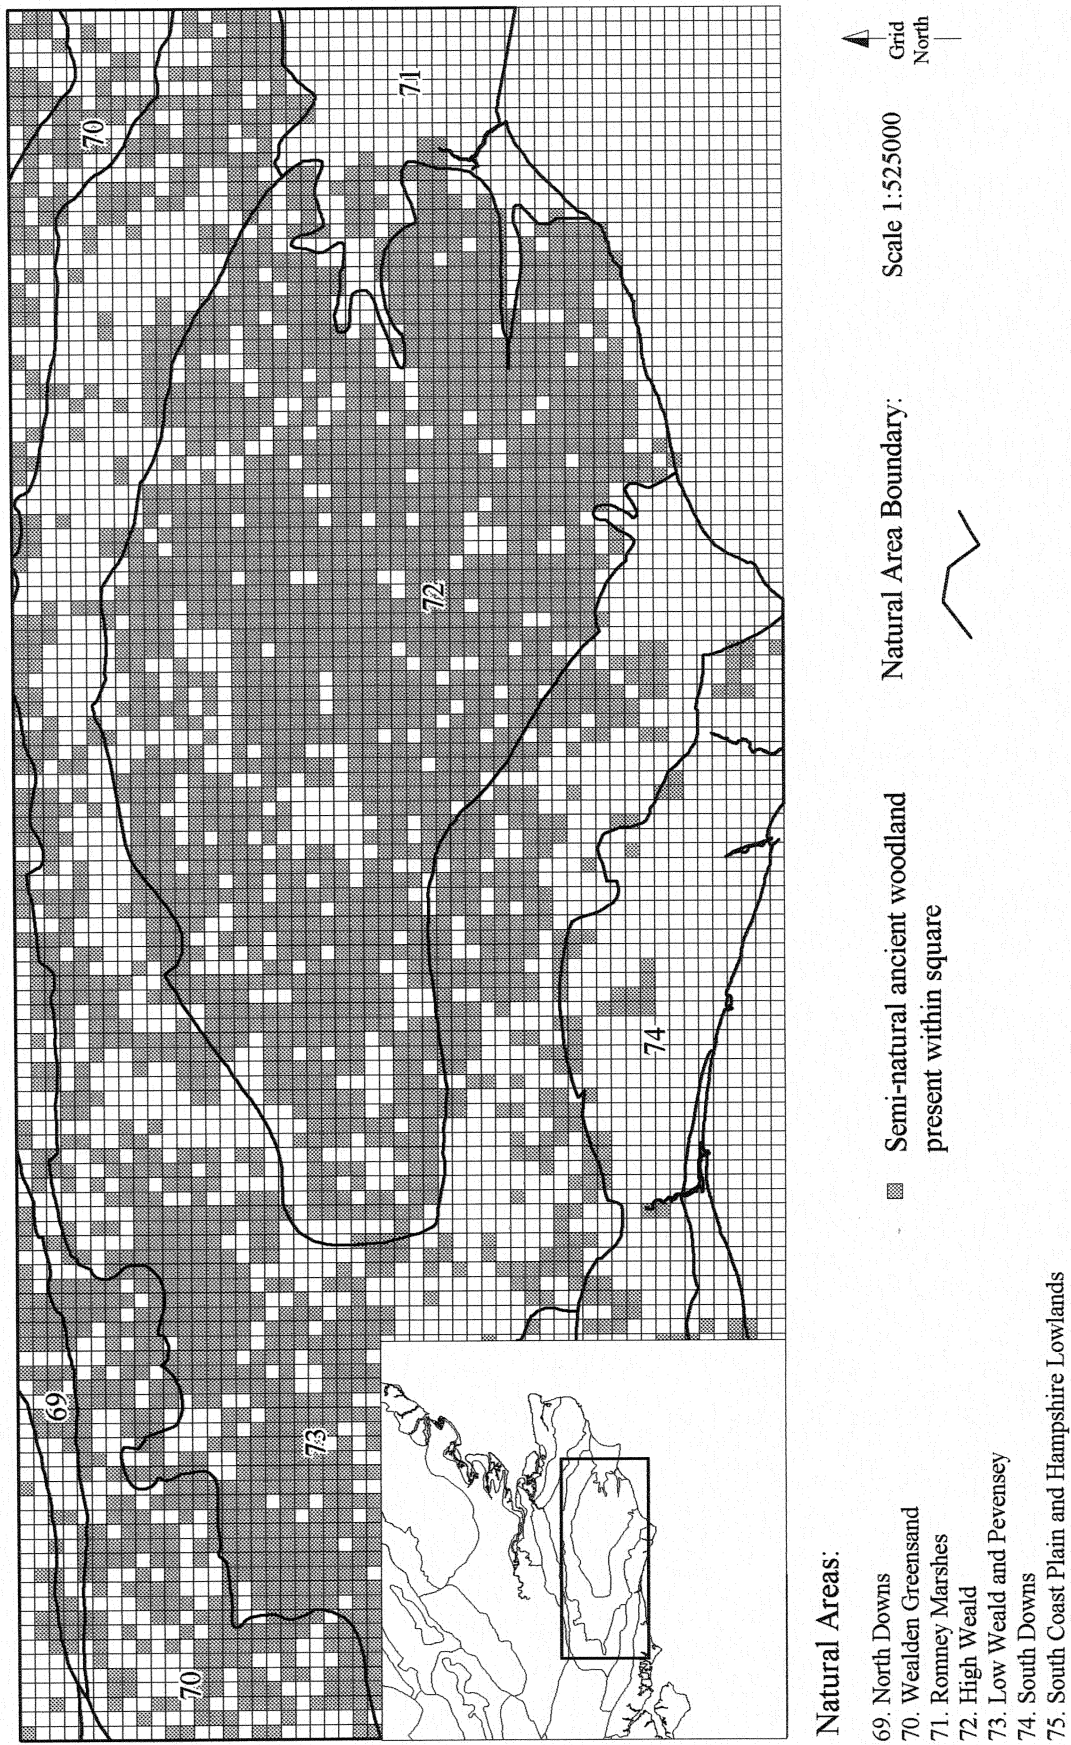 70
71
69
72
73
74
70
Natural Areas:
69. North Downs
70. Wealden Greensand
71. Romney Marshes
72. High Weald
73. Low Weald and Pevensey
74. South Downs
75. South Coast Plain and Hampshire Lowlands
Semi-natural ancient woodland
present within square
Natural Area Boundary:
Scale 1:525000
Grid
North